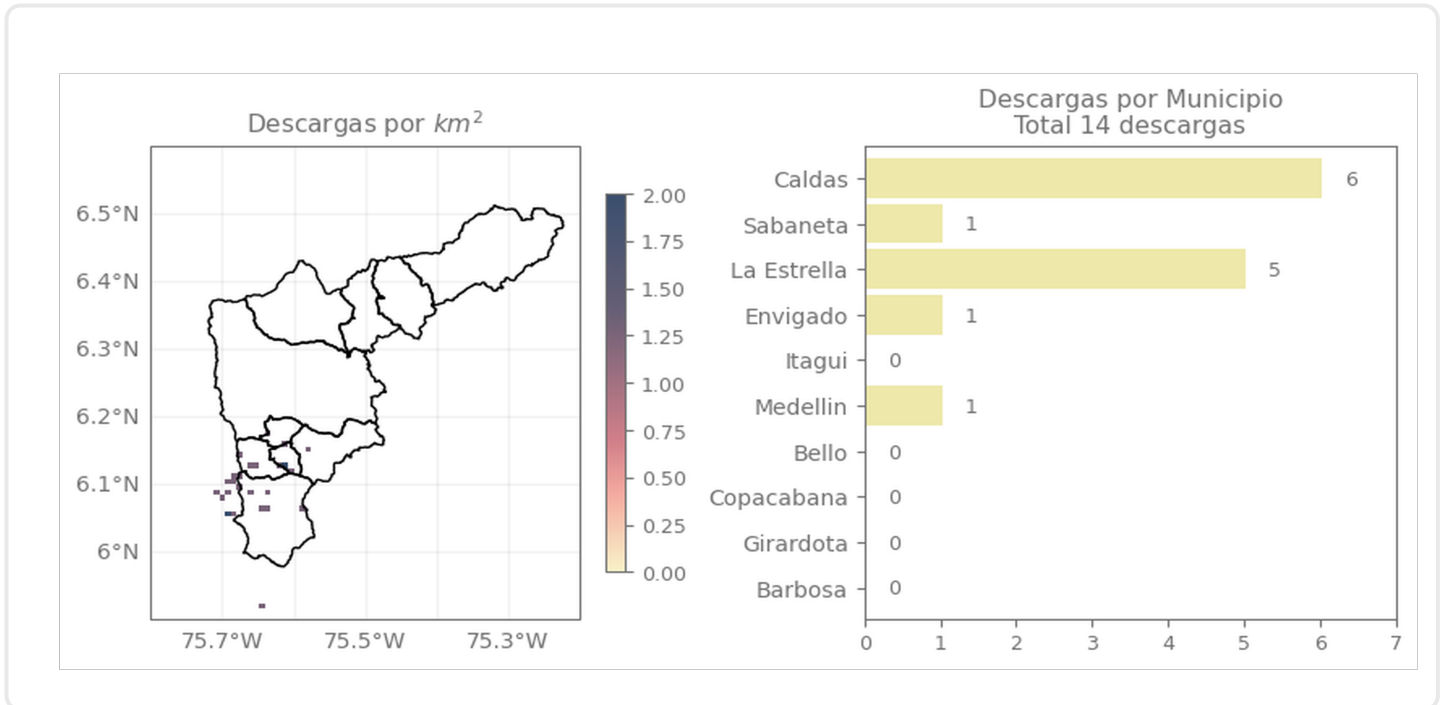 Descargas por km²
6.5°N
6.4°N
6.3°N
6.2°N
6.1°N
6°N
75.7°W 75.5°W 75.3°W
2.00
1.75
1.50
1.25
1.00
0.75
0.50
0.25
0.00
Descargas por Municipio
Total 14 descargas
Caldas 6
Sabaneta 1
La Estrella 5
Envigado 1
Itagui 0
Medellin 1
Bello 0
Copacabana 0
Girardota 0
Barbosa 0
0 1 2 3 4 5 6 7